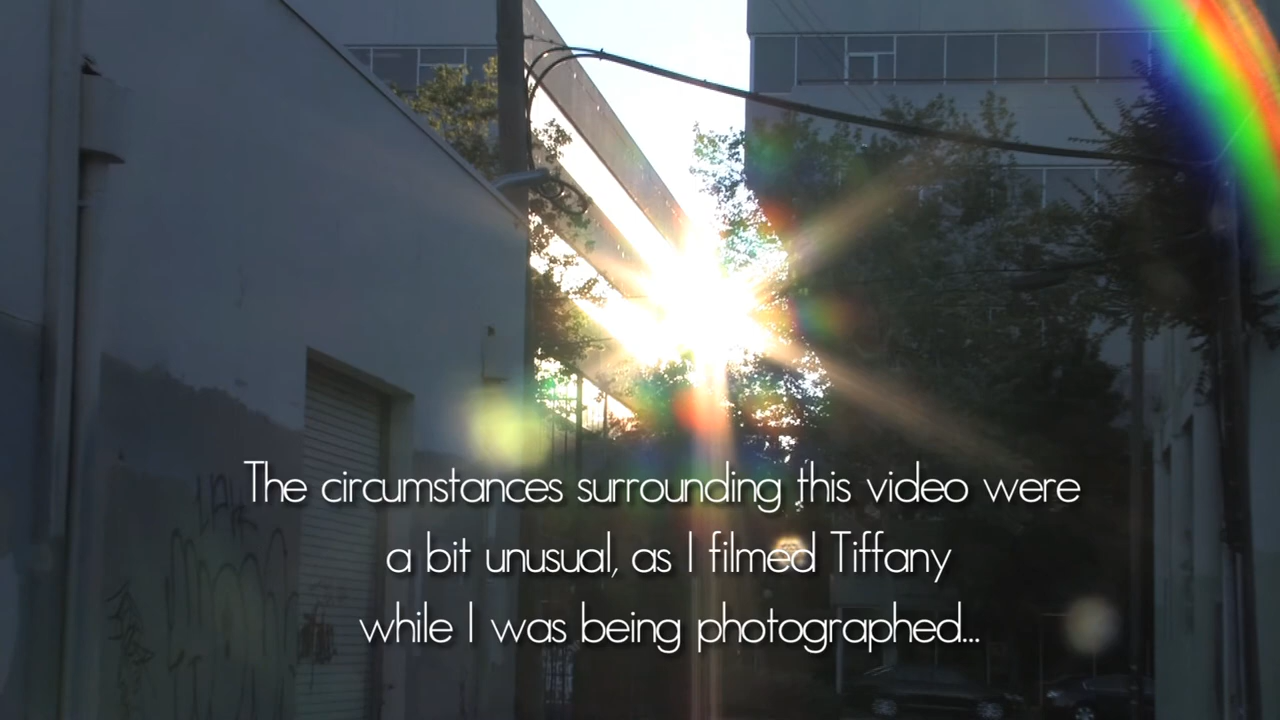 The circumstances surrounding this video were
a bit unusual, as I filmed Tiffany
while I was being photographed...